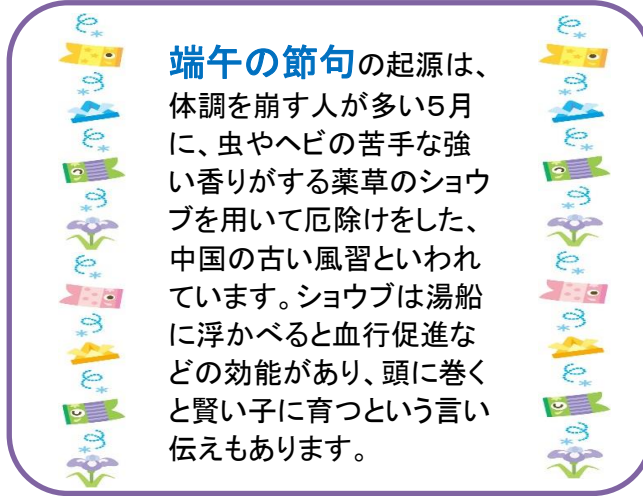 端午の節句の起源は、
体調を崩す人が多い5月
に、虫やヘビの苦手な強
い香りがする薬草のショウ
ブを用いて厄除けをした、
中国の古い風習といわれ
ています。ショウブは湯船
に浮かべると血行促進な
どの効能があり、頭に巻く
と賢い子に育つという言い
伝えもあります。